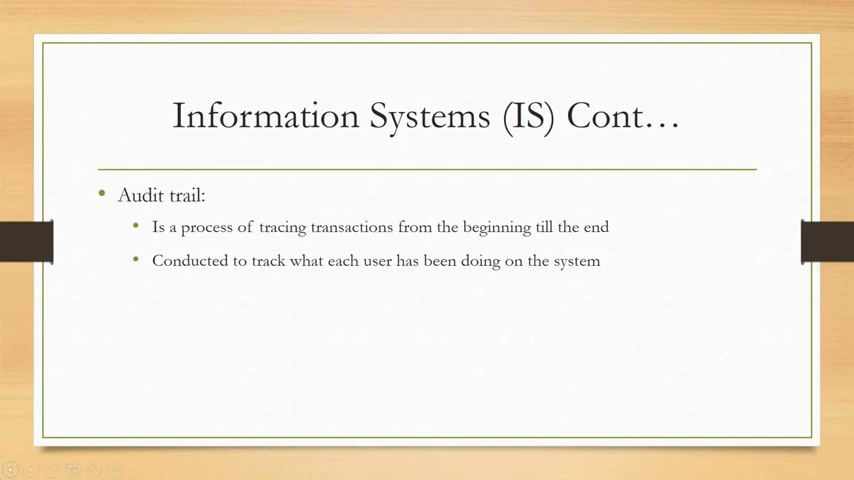 Information Systems (IS) Cont…
Audit trail:
Is a process of tracing transactions from the beginning till the end
Conducted to track what each user has been doing on the system